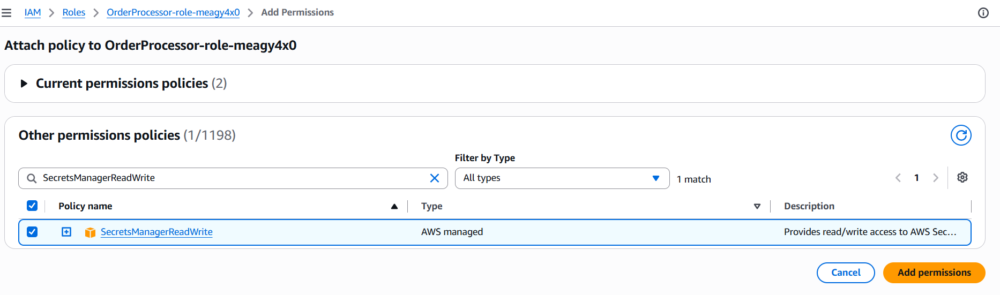 IAM > Roles > OrderProcessor-role-meagy4x0 > Add Permissions
Attach policy to OrderProcessor-role-meagy4x0
Current permissions policies (2)
Other permissions policies (1/1198)
Filter by Type
SecretsManagerReadWrite All types 1 match 1
Policy name Type Description
SecretsManagerReadWrite AWS managed Provides read/write access to AWS Sec...
Cancel Add permissions